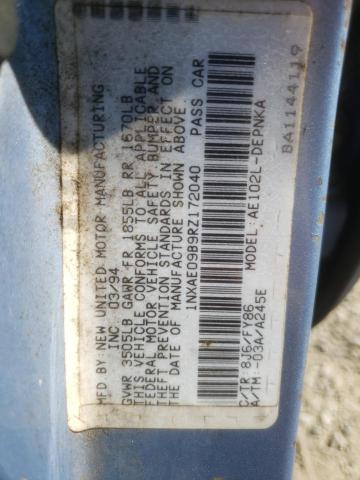 MFD BY: NEW UNITED MOTOR MANUFACTURING
INC 03/94
GVWR 3505LB GAWR FR 1855LB RR 1670LB
THIS VEHICLE CONFORMS TO ALL APPLICABLE
FEDERAL MOTOR VEHICLE SAFETY, BUMPER AND
THEFT PREVENTION STANDARDS IN EFFECT ON
THE DATE OF MANUFACTURE SHOWN ABOVE.
1NXAE09B9RZ172040 PASS CAR
MODEL: AE102L-DEPNKA
C/TR: 8J6/FY86
A/TM: -03A/A245E
BA1144119